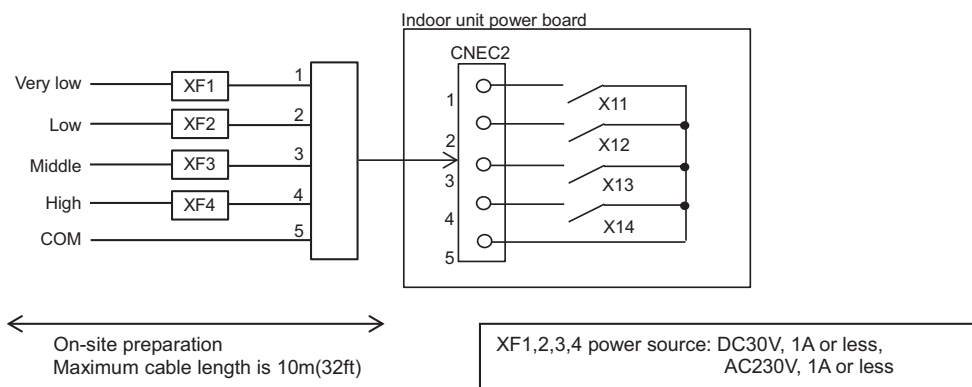 Indoor unit power board
CNEC2
Very low XF1 1
Low XF2 2
Middle XF3 3
High XF4 4
COM 5
1 X11
2 X12
3 X13
4 X14
5
On-site preparation
Maximum cable length is 10m(32ft)
XF1,2,3,4 power source: DC30V, 1A or less,
AC230V, 1A or less